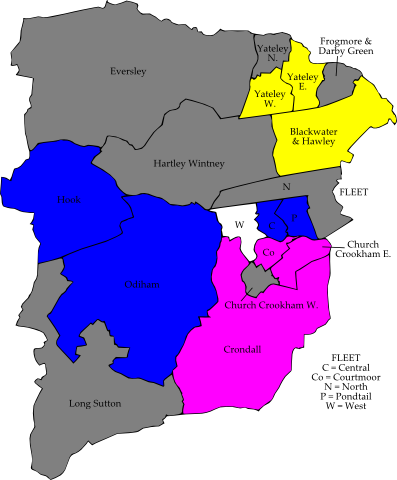 Frogmore &
Darby Green
Yateley
N.
Yateley
E.
Eversley
Yateley
W.
Blackwater
& Hawley
Hartley Wintney
N
FLEET
Hook
W
C
P
Co
Church
Crookham E.
Odiham
Church Crookham W.
Crondall
Long Sutton
FLEET
C = Central
Co = Courtmoor
N = North
P = Pondtail
W = West